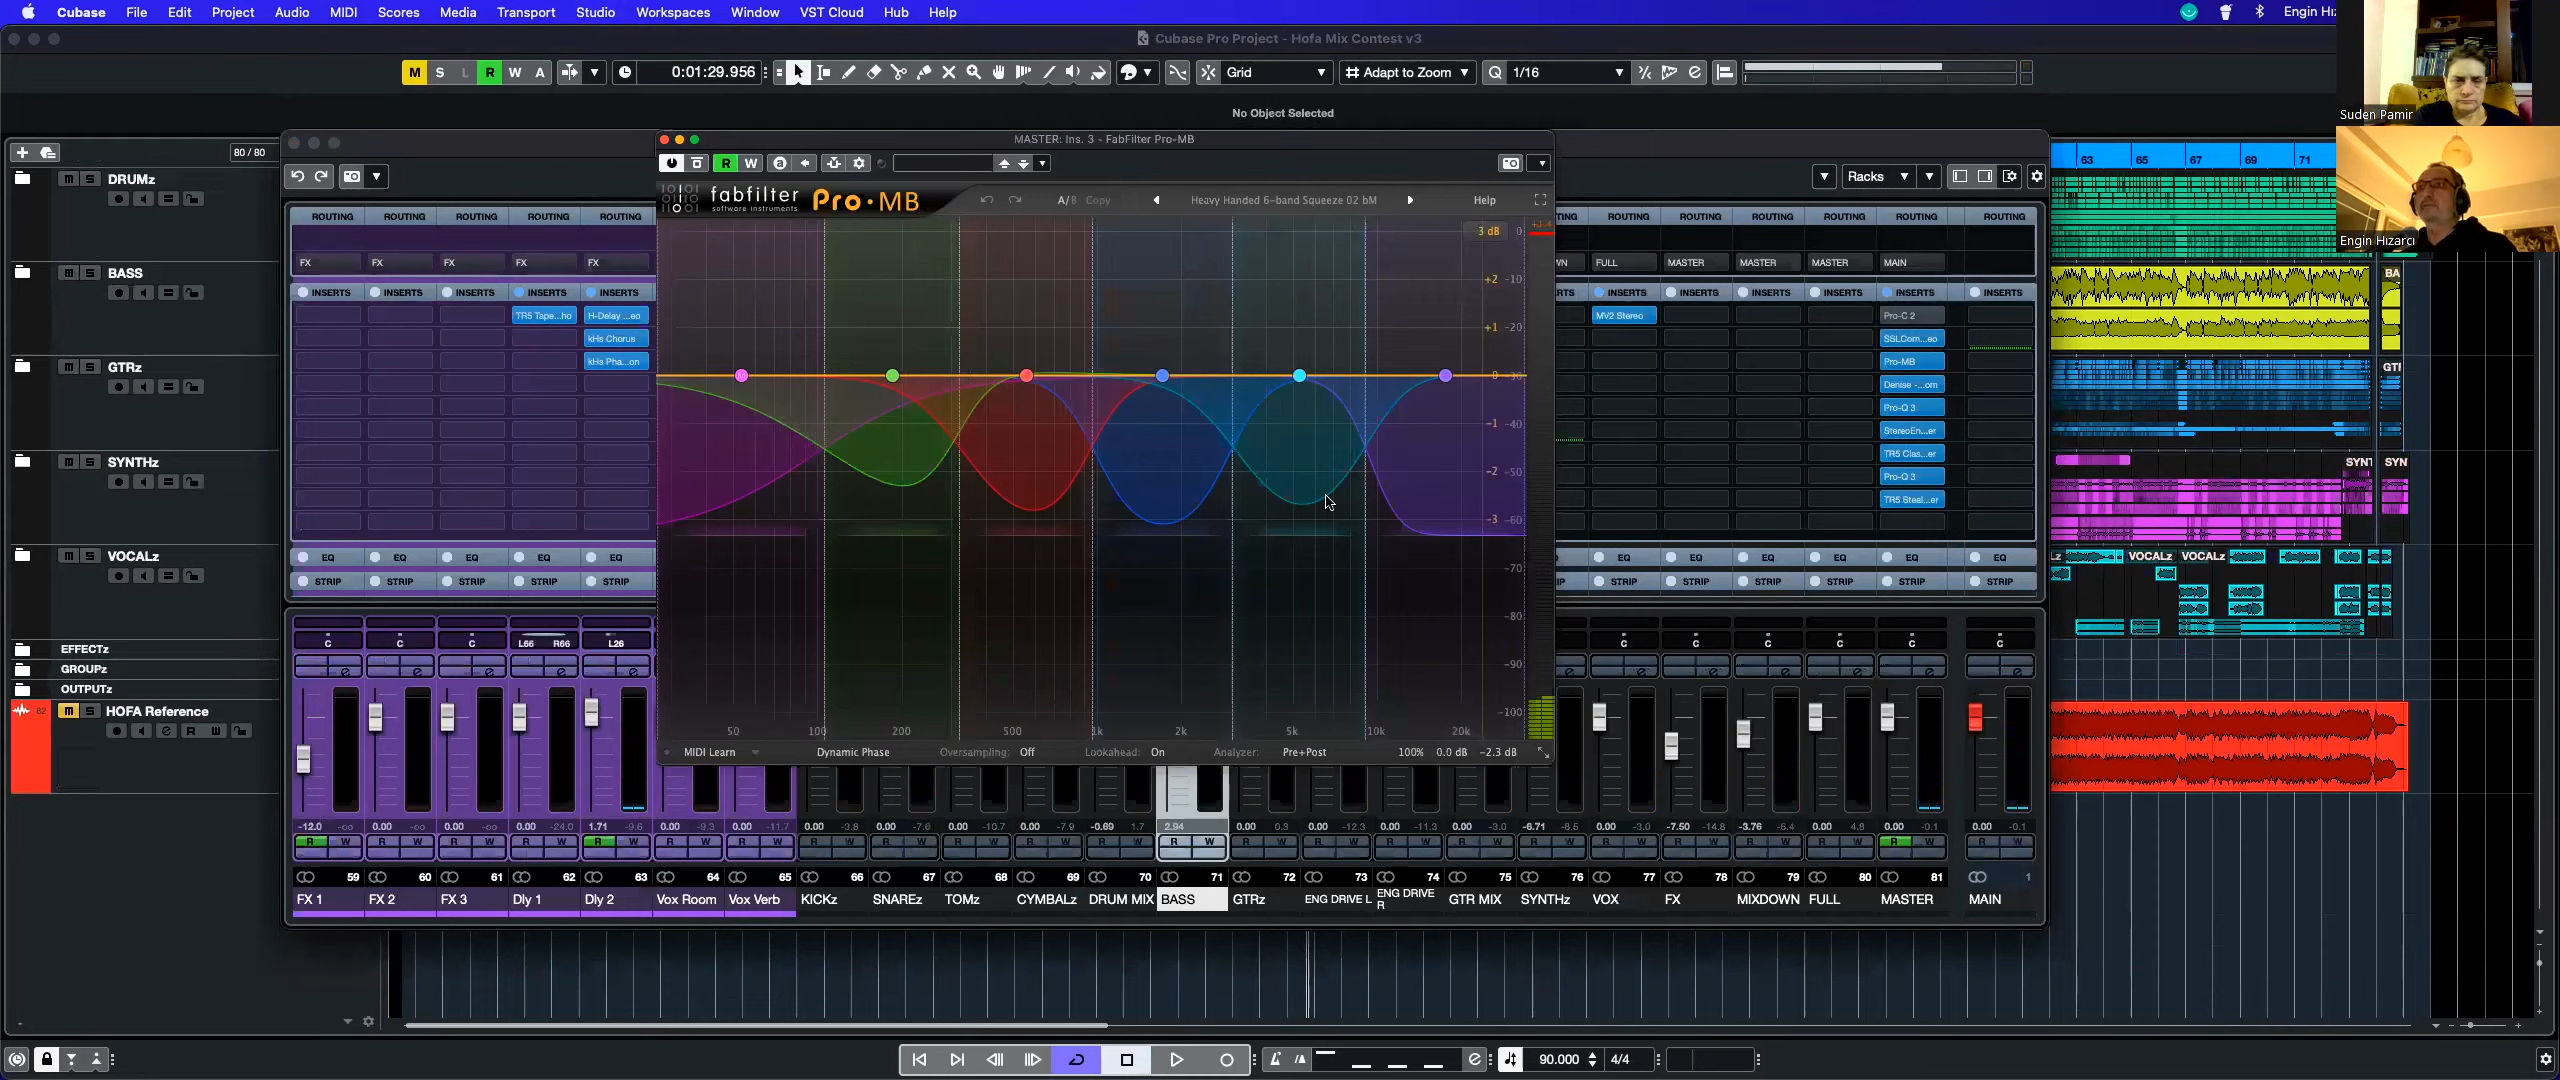 Cubase File Edit Project Audio MIDI Scores Media Transport Studio Workspaces Window VST Cloud Hub Help
Cubase Pro Project - Hofa Mix Contest v3
M S L R W A 0:01:29.956 Grid Adapt to Zoom Q 1/16
No Object Selected
Suden Pamir
Engin Hızarcı
80 / 80
MASTER: Ins. 3 - FabFilter Pro-MB
R W
fabfilter
software instruments
Pro·MB
A/B Copy Heavy Handed 6-band Squeeze 02 bM Help
Racks
63 65 67 69 71
DRUMz
BASS
GTRz
SYNTHz
VOCALz
EFFECTz
GROUPz
OUTPUTz
82 HOFA Reference
ROUTING ROUTING ROUTING ROUTING ROUTING
FX FX FX FX FX
INSERTS INSERTS INSERTS INSERTS INSERTS
TR5 Tape...ho H-Delay ...eo
kHs Chorus
kHs Pha...on
EQ EQ EQ EQ EQ
STRIP STRIP STRIP STRIP STRIP
ROUTING ROUTING ROUTING ROUTING ROUTING ROUTING
FULL MASTER MASTER MASTER MAIN
INSERTS INSERTS INSERTS INSERTS INSERTS INSERTS
MV2 Stereo Pro-C 2
SSLCom...eo
Pro-MB
Denise -...om
Pro-Q 3
StereoEn...er
TR5 Clas...er
Pro-Q 3
TR5 Steal...er
EQ EQ EQ EQ EQ EQ
STRIP STRIP STRIP STRIP STRIP STRIP
3 dB 0
+2 -10
+1 -20
0 -30
-1 -40
-2 -50
-3 -60
-70
-80
-90
-100
50 100 200 500 1k 2k 5k 10k 20k
MIDI Learn Dynamic Phase Oversampling: Off Lookahead: On Analyzer: Pre+Post 100% 0.0 dB -2.3 dB
C C C L66 R66 L26
C C C C C C
-12.0 -oo 0.00 -oo 0.00 -oo 0.00 -24.0 1.71 -9.6 0.00 -9.3 0.00 -11.7 0.00 -3.8 0.00 -7.6 0.00 -10.7 0.00 -7.9 -0.69 1.7 2.94 0.00 0.3 0.00 -12.3 0.00 -11.3 0.00 -3.0 -6.71 -8.5 0.00 -3.0 -7.50 -14.8 -3.76 -6.4 0.00 4.8 0.00 -0.1 0.00 -0.1
59 60 61 62 63 64 65 66 67 68 69 70 71 72 73 74 75 76 77 78 79 80 81 1
FX 1 FX 2 FX 3 Dly 1 Dly 2 Vox Room Vox Verb KICKz SNAREz TOMz CYMBALz DRUM MIX BASS GTRz ENG DRIVE L ENG DRIVE R GTR MIX SYNTHz VOX FX MIXDOWN FULL MASTER MAIN
VOCALz VOCALz
90.000 4/4